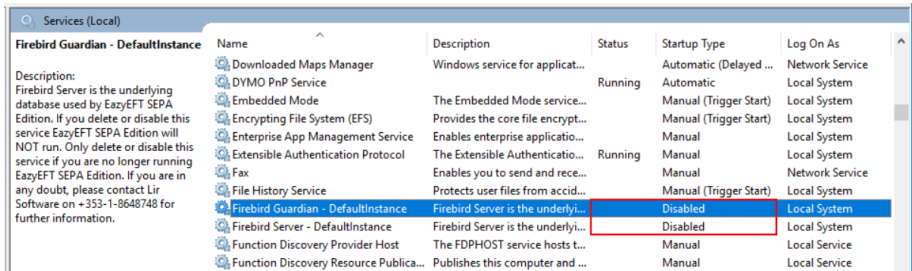 Services (Local)
Firebird Guardian - DefaultInstance
Description:
Firebird Server is the underlying
database used by EazyEFT SEPA
Edition. If you delete or disable this
service EazyEFT SEPA Edition will
NOT run. Only delete or disable this
service if you are no longer running
EazyEFT SEPA Edition. If you are in
any doubt, please contact Lir
Software on +353-1-8648748 for
further information.
Name Description Status Startup Type Log On As
Downloaded Maps Manager Windows service for applicat... Automatic (Delayed ... Network Service
DYMO PnP Service Running Automatic Local System
Embedded Mode The Embedded Mode service... Manual (Trigger Start) Local System
Encrypting File System (EFS) Provides the core file encrypt... Manual (Trigger Start) Local System
Enterprise App Management Service Enables enterprise applicatio... Manual Local System
Extensible Authentication Protocol The Extensible Authenticatio... Running Manual Local System
Fax Enables you to send and rece... Manual Network Service
File History Service Protects user files from accid... Manual (Trigger Start) Local System
Firebird Guardian - DefaultInstance Firebird Server is the underlyi... Disabled Local System
Firebird Server - DefaultInstance Firebird Server is the underlyi... Disabled Local System
Function Discovery Provider Host The FDPHOST service hosts t... Manual Local Service
Function Discovery Resource Publica... Publishes this computer and ... Manual Local Service